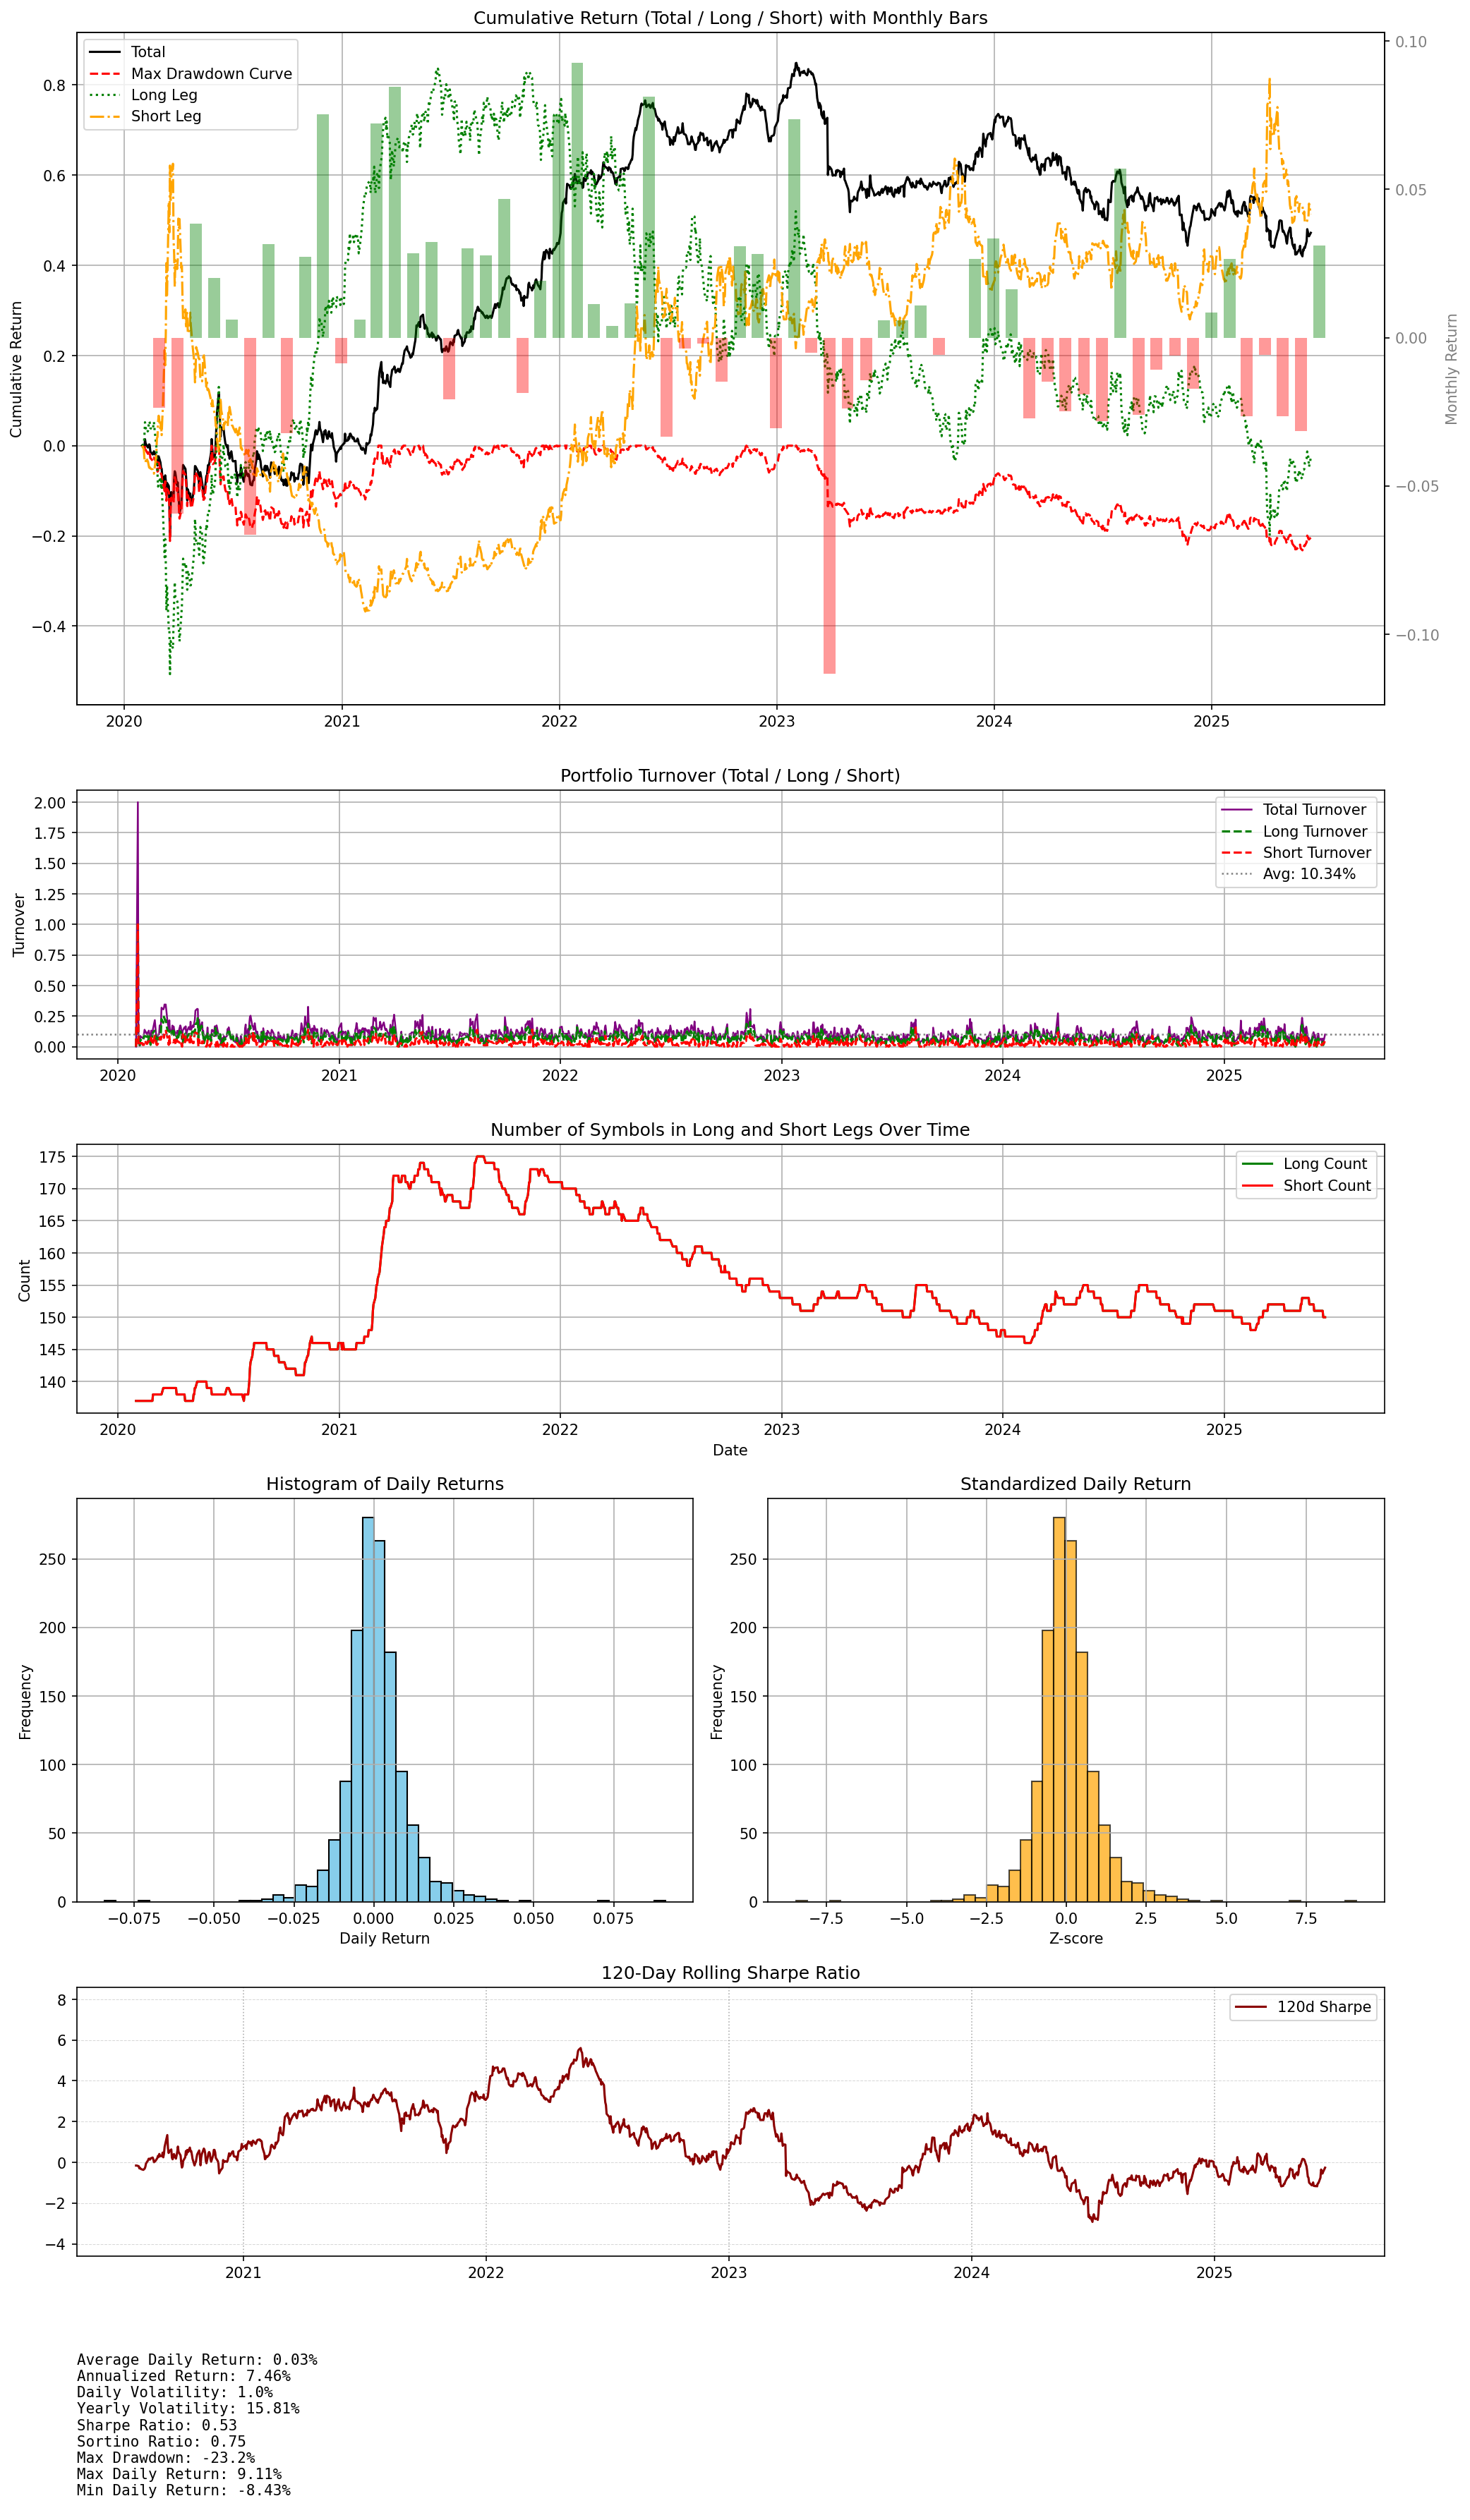 Cumulative Return (Total / Long / Short) with Monthly Bars
Total
Max Drawdown Curve
Long Leg
Short Leg
0.8
0.6
0.4
0.2
0.0
−0.2
−0.4
Cumulative Return
0.10
0.05
0.00
−0.05
−0.10
Monthly Return
2020 2021 2022 2023 2024 2025
Portfolio Turnover (Total / Long / Short)
Total Turnover
Long Turnover
Short Turnover
Avg: 10.34%
2.00
1.75
1.50
1.25
1.00
0.75
0.50
0.25
0.00
Turnover
2020 2021 2022 2023 2024 2025
Number of Symbols in Long and Short Legs Over Time
Long Count
Short Count
175
170
165
160
155
150
145
140
Count
2020 2021 2022 2023 2024 2025
Date
Histogram of Daily Returns
250
200
150
100
50
0
Frequency
−0.075 −0.050 −0.025 0.000 0.025 0.050 0.075
Daily Return
Standardized Daily Return
250
200
150
100
50
0
Frequency
−7.5 −5.0 −2.5 0.0 2.5 5.0 7.5
Z-score
120-Day Rolling Sharpe Ratio
120d Sharpe
8
6
4
2
0
−2
−4
2021 2022 2023 2024 2025
Average Daily Return: 0.03%
Annualized Return: 7.46%
Daily Volatility: 1.0%
Yearly Volatility: 15.81%
Sharpe Ratio: 0.53
Sortino Ratio: 0.75
Max Drawdown: -23.2%
Max Daily Return: 9.11%
Min Daily Return: -8.43%